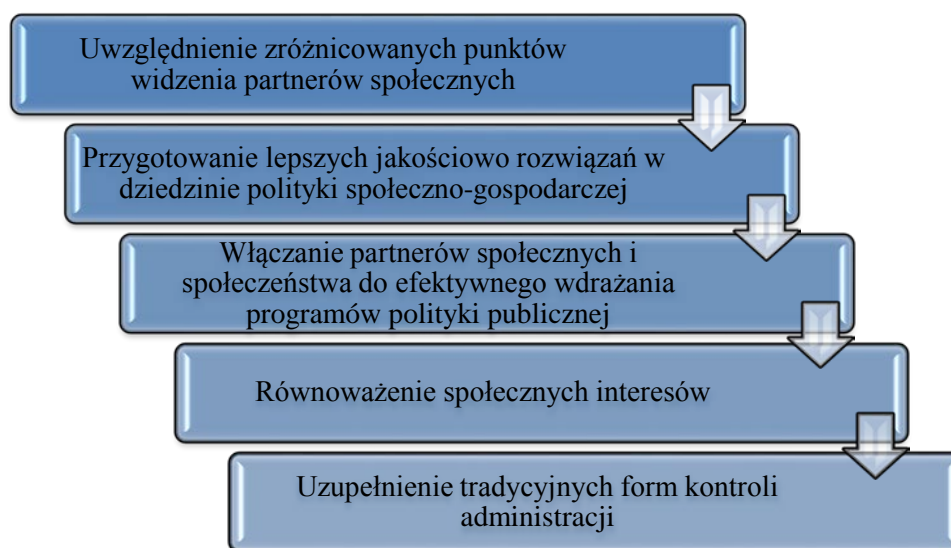 Uwzględnienie zróżnicowanych punktów
widzenia partnerów społecznych
Przygotowanie lepszych jakościowo rozwiązań w
dziedzinie polityki społeczno-gospodarczej
Włączanie partnerów społecznych i
społeczeństwa do efektywnego wdrażania
programów polityki publicznej
Równoważenie społecznych interesów
Uzupełnienie tradycyjnych form kontroli
administracji